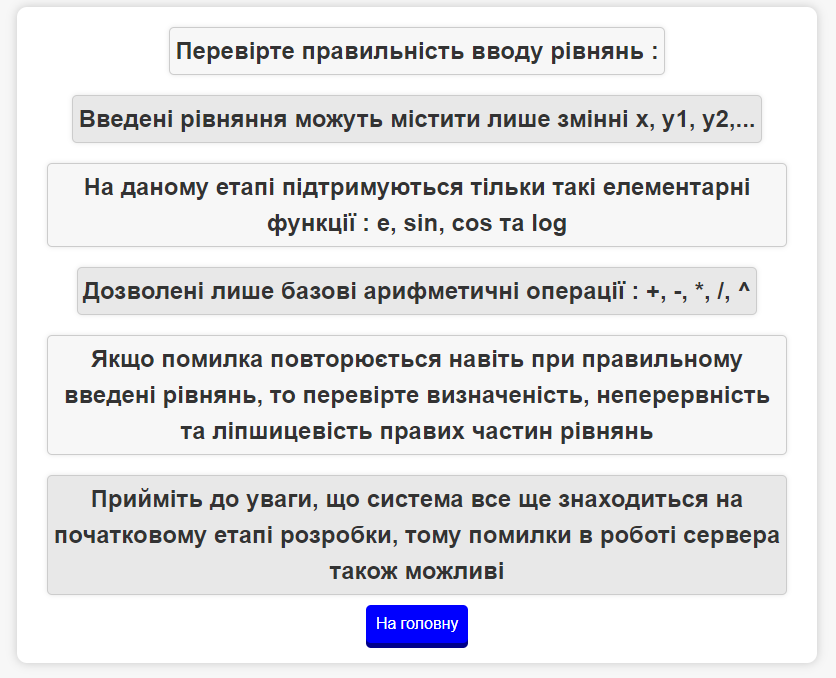 Перевірте правильність вводу рівнянь :
Введені рівняння можуть містити лише змінні x, y1, y2,...
На даному етапі підтримуються тільки такі елементарні
функції : e, sin, cos та log
Дозволені лише базові арифметичні операції : +, -, *, /, ^
Якщо помилка повторюється навіть при правильному
введені рівнянь, то перевірте визначеність, неперервність
та ліпшицевість правих частин рівнянь
Прийміть до уваги, що система все ще знаходиться на
початковому етапі розробки, тому помилки в роботі сервера
також можливі
На головну